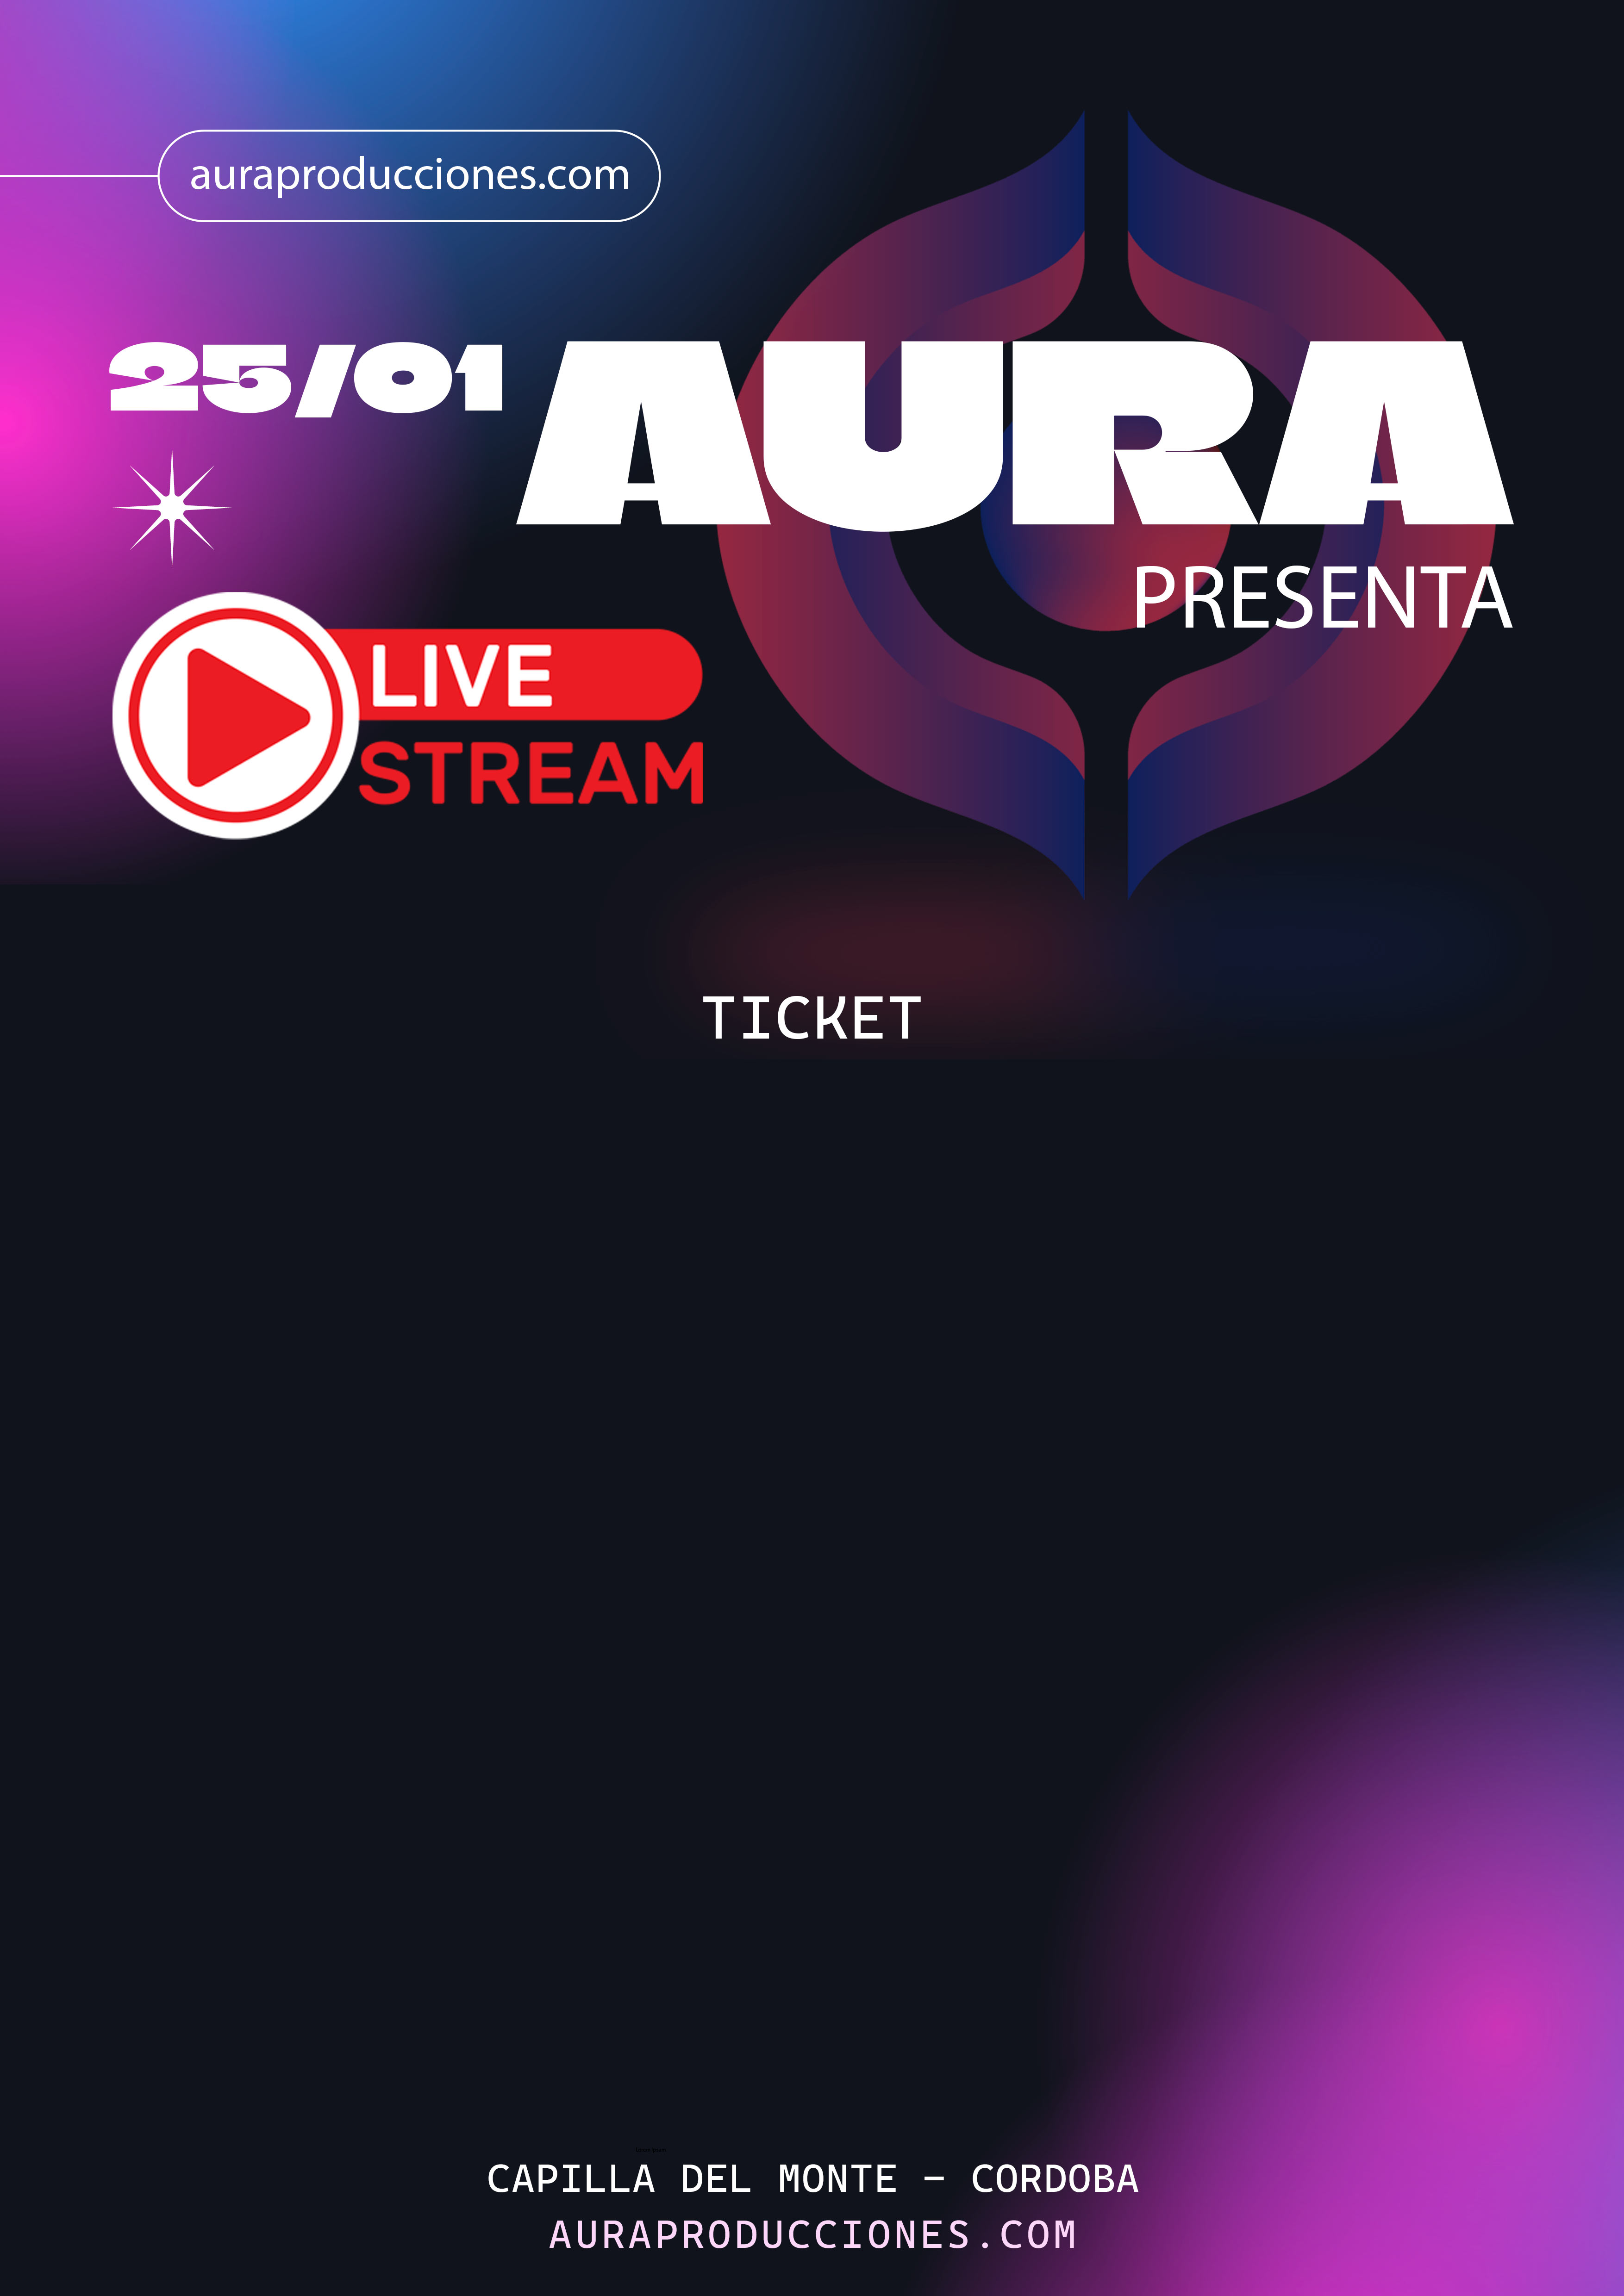 auraproducciones.com
25/01
AURA
PRESENTA
LIVE
STREAM
TICKET
CAPILLA DEL MONTE – CORDOBA
AURAPRODUCCIONES.COM